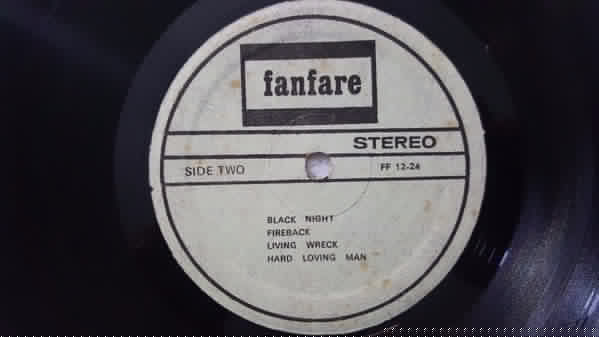 fanfare
STEREO
SIDE TWO
FF 12-24
BLACK NIGHT
FIREBACK
LIVING WRECK
HARD LOVING MAN